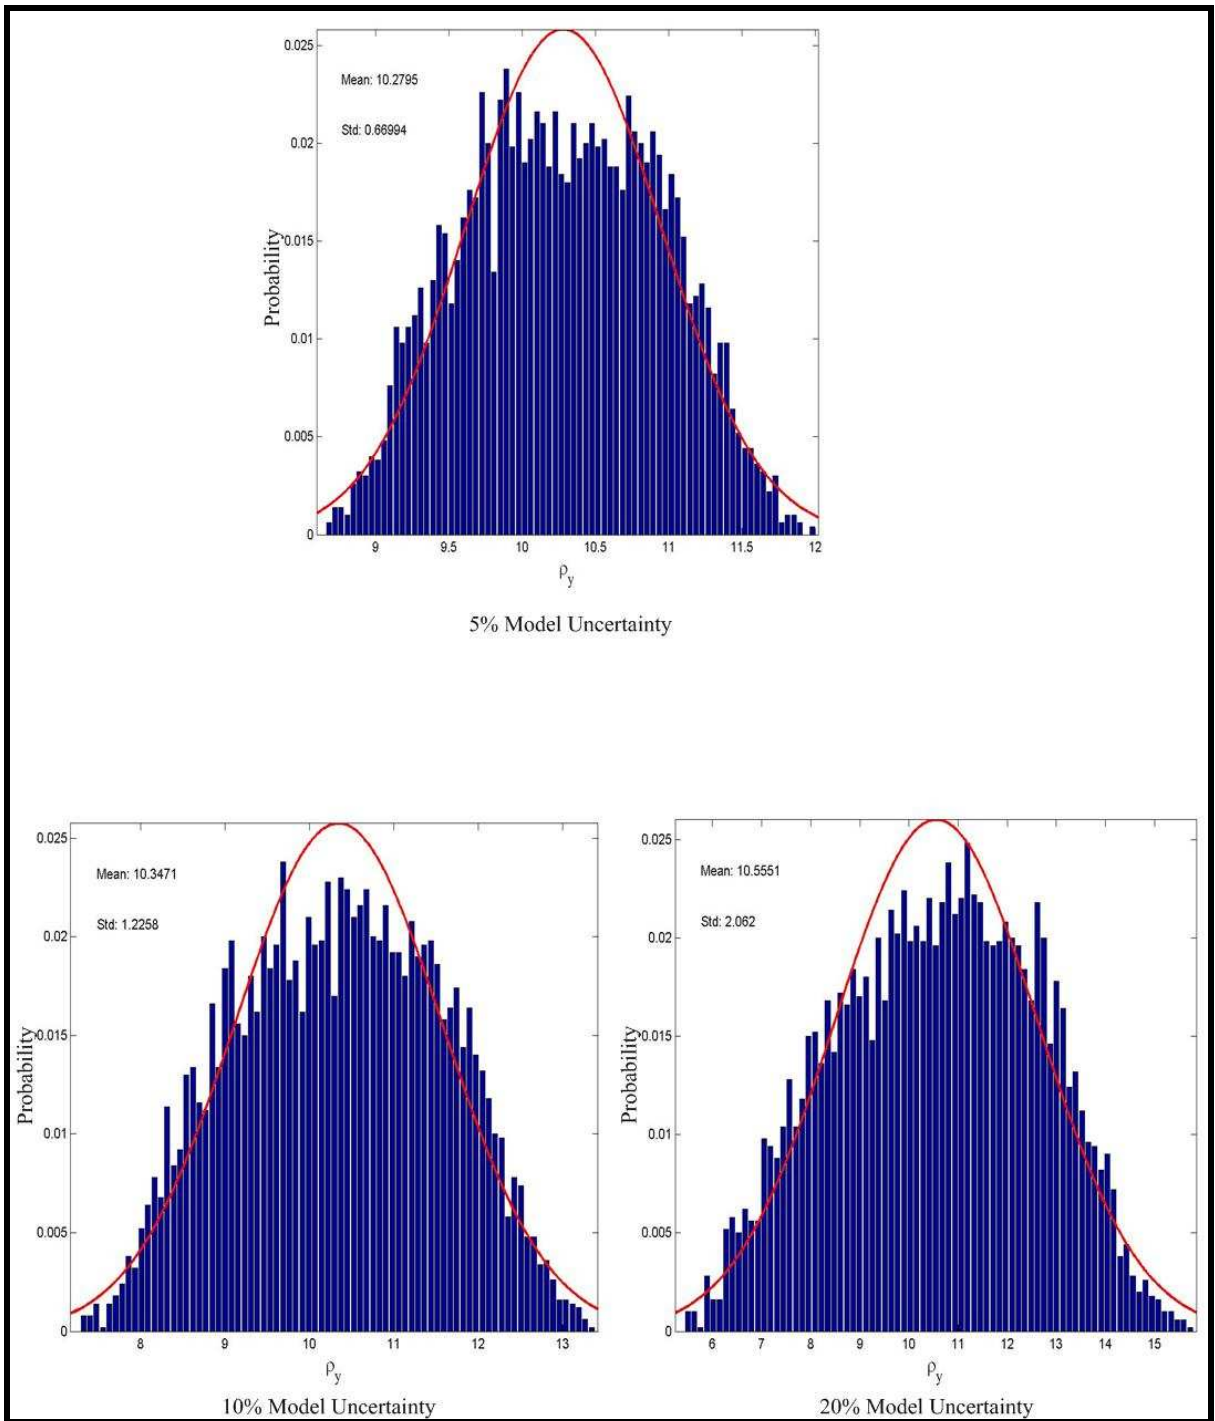 0.025
Mean: 10.2795
Std: 0.66994
0.02
0.015
Probability
0.01
0.005
0
9 9.5 10 10.5 11 11.5 12
ρy
5% Model Uncertainty
0.025
Mean: 10.3471
Std: 1.2258
0.02
0.015
Probability
0.01
0.005
0
8 9 10 11 12 13
ρy
10% Model Uncertainty
0.025
Mean: 10.5551
Std: 2.062
0.02
0.015
Probability
0.01
0.005
0
6 7 8 9 10 11 12 13 14 15
ρy
20% Model Uncertainty